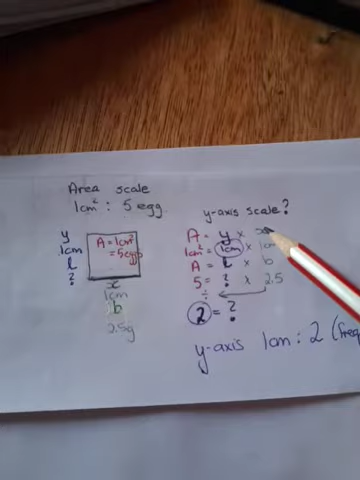 Area scale
1cm² : 5 egg
y
1cm
l
?
A = 1cm²
= 5egg
x
1cm
b
2.5g
y-axis scale?
A = y x
1cm² = 1cm x 1cm
A = l x b
5 = ? x 2.5
÷
2 = ?
y-axis 1cm : 2 (freq